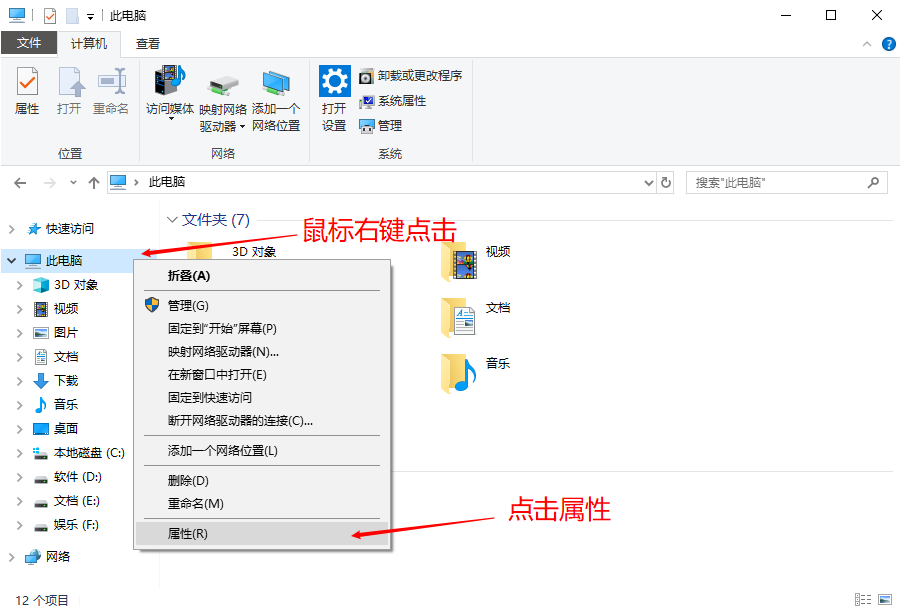 此电脑
文件 计算机 查看
属性 打开 重命名
访问媒体 映射网络驱动器 添加一个网络位置
打开设置
卸载或更改程序
系统属性
管理
位置 网络 系统
此电脑
搜索"此电脑"
快速访问
此电脑
3D 对象
视频
图片
文档
下载
音乐
桌面
本地磁盘 (C:)
软件 (D:)
文档 (E:)
娱乐 (F:)
网络
文件夹 (7)
鼠标右键点击
3D 对象
视频
文档
音乐
折叠(A)
管理(G)
固定到"开始"屏幕(P)
映射网络驱动器(N)...
在新窗口中打开(E)
固定到快速访问
断开网络驱动器的连接(C)...
添加一个网络位置(L)
删除(D)
重命名(M)
属性(R)
点击属性
12 个项目